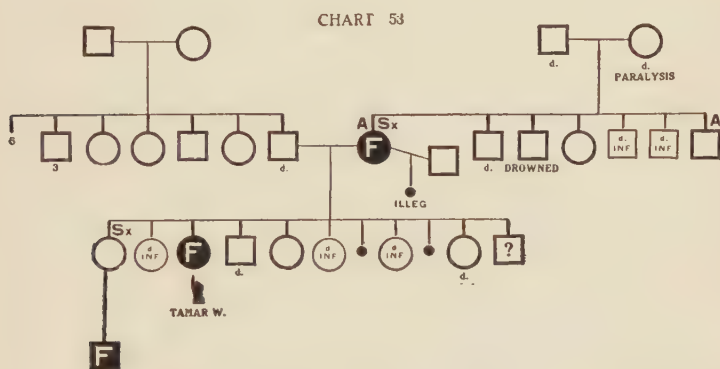 CHART 53
d.
d.
PARALYSIS
6
3
d.
A
Sx
F
ILLEG
d.
DROWNED
d.
INF
d.
INF
A
Sx
d
INF
F
TAMAR W.
d.
d
INF
d
INF
d.
?
F